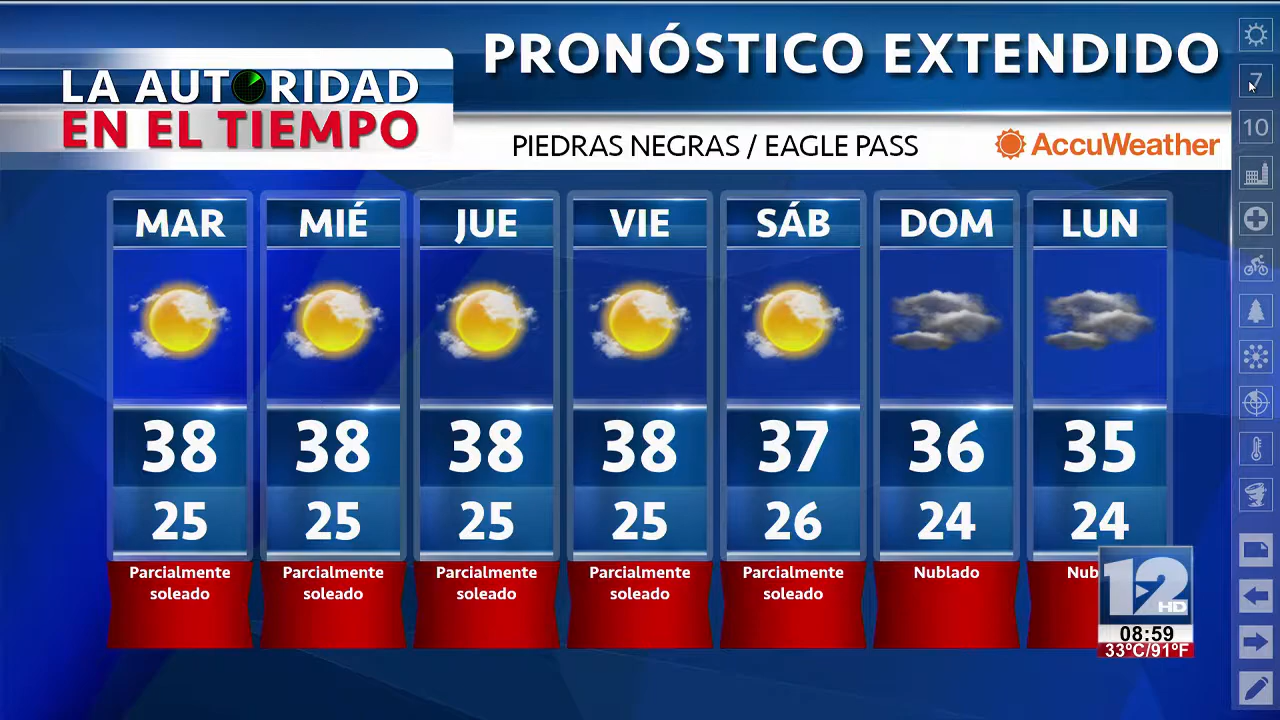 LA AUTORIDAD
EN EL TIEMPO
PRONÓSTICO EXTENDIDO
PIEDRAS NEGRAS / EAGLE PASS
AccuWeather
MAR MIÉ JUE VIE SÁB DOM LUN
38 38 38 38 37 36 35
25 25 25 25 26 24 24
Parcialmente soleado
Parcialmente soleado
Parcialmente soleado
Parcialmente soleado
Parcialmente soleado
Nublado
Nub
12
HD
08:59
33ºC/91ºF
7
10